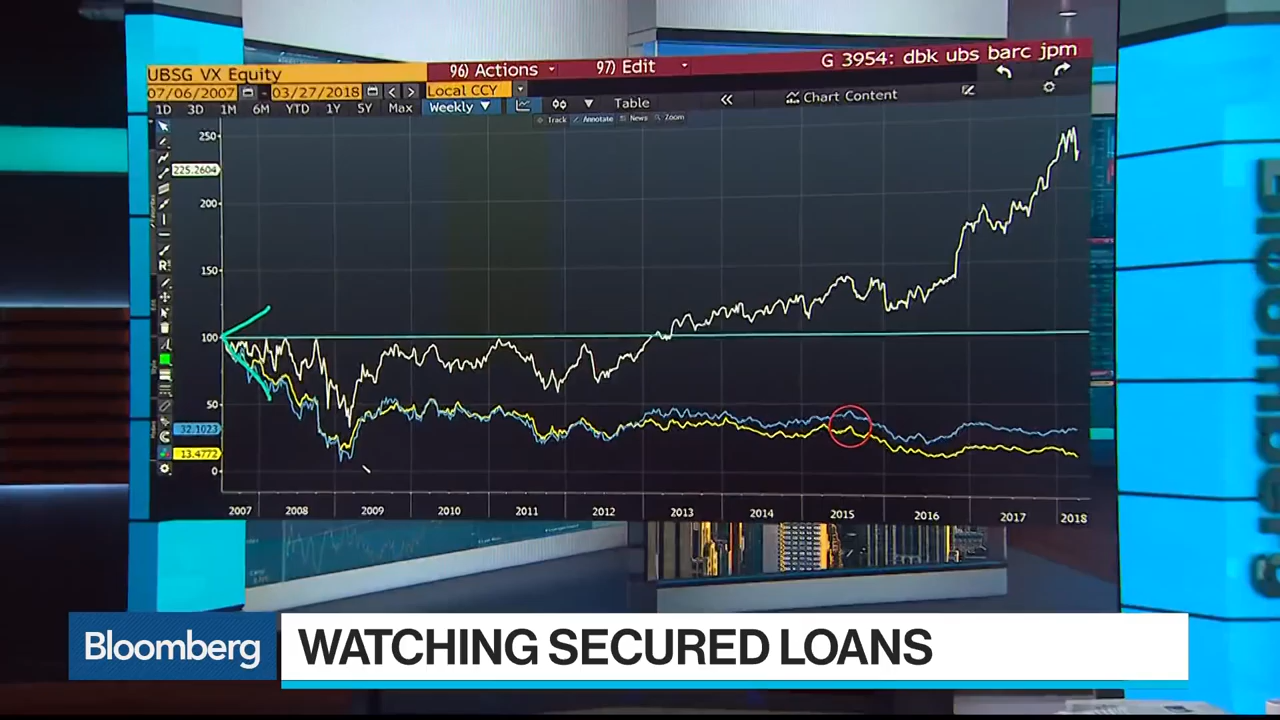 UBSG VX Equity
96) Actions
97) Edit
G 3954: dbk ubs barc jpm
07/06/2007 - 03/27/2018
Local CCY
1D 3D 1M 6M YTD 1Y 5Y Max
Weekly ▼
Table
«
Chart Content
Track Annotate News Zoom
250
225.2604
200
150
100
50
32.1023
13.4772
0
2007 2008 2009 2010 2011 2012 2013 2014 2015 2016 2017 2018
Bloomberg
Bloomberg
WATCHING SECURED LOANS